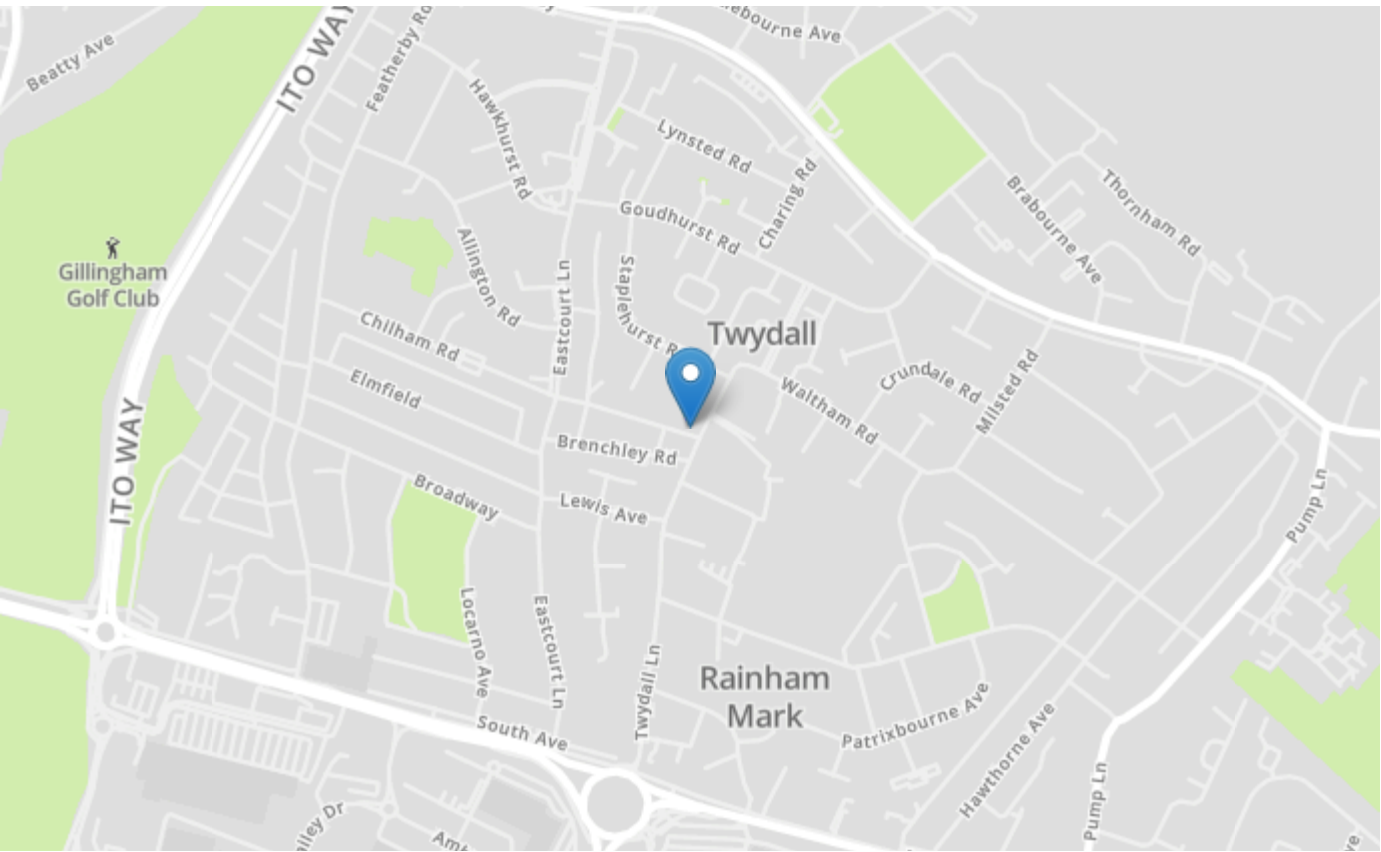 Beatty Ave
ITO WAY
Featherby Rd
Hawkhurst Rd
Lynsted Rd
Charing Rd
Goudhurst Rd
Brabourne Ave
Thornham Rd
Gillingham
Golf Club
Allington Rd
Eastcourt Ln
Staplehurst
Twydall
Chilham Rd
Elmfield
Waltham Rd
Crundale Rd
Milsted Rd
ITO WAY
Brenchley Rd
Broadway
Lewis Ave
Pump Ln
Locarno Ave
Eastcourt Ln
Twydall Ln
Rainham
Mark
South Ave
Patrixbourne Ave
Hawthorne Ave
Pump Ln